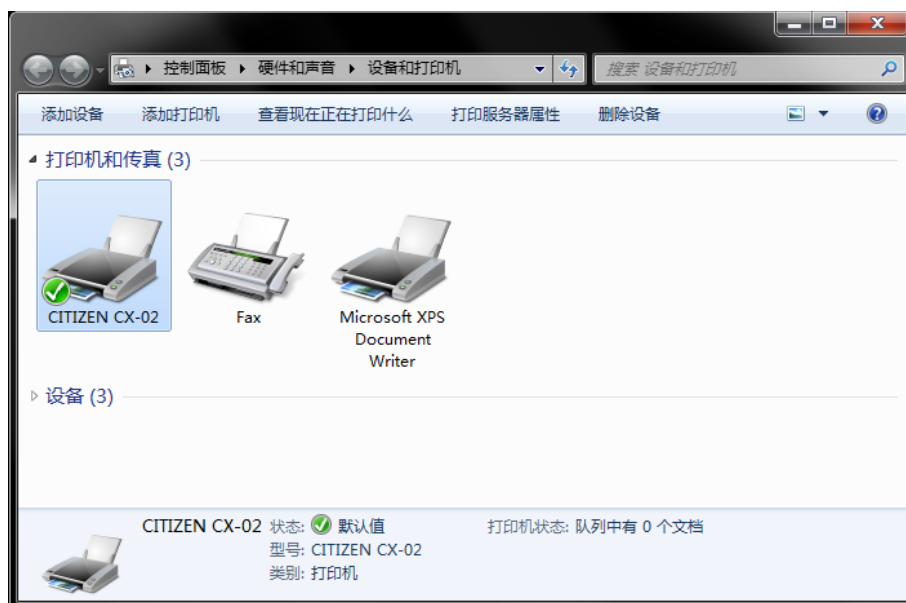 控制面板 硬件和声音 设备和打印机 搜索 设备和打印机
添加设备 添加打印机 查看现在正在打印什么 打印服务器属性 删除设备
打印机和传真 (3)
CITIZEN CX-02
Fax
Microsoft XPS
Document
Writer
设备 (3)
CITIZEN CX-02 状态: 默认值 打印机状态: 队列中有 0 个文档
型号: CITIZEN CX-02
类别: 打印机